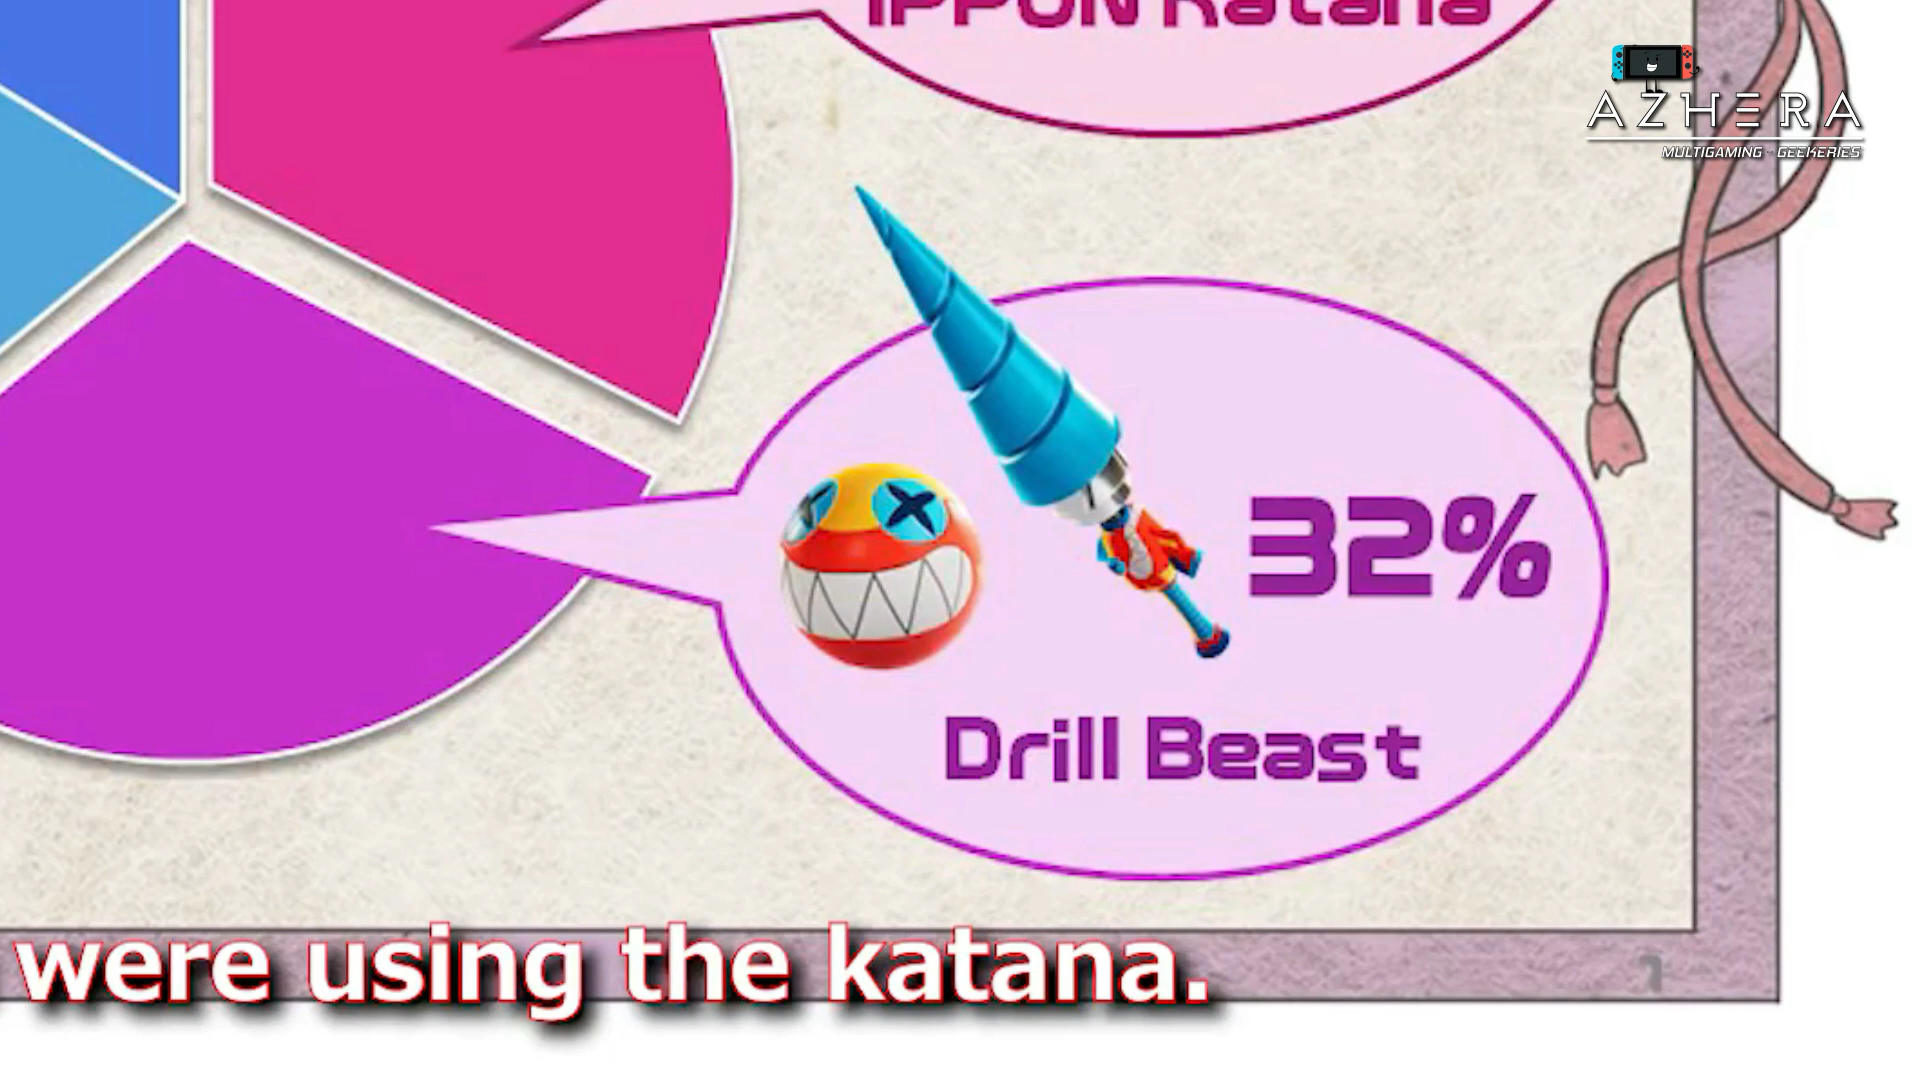 IPPON Katana
AZHERA
MULTIGAMING - GEEKERIES
32%
Drill Beast
were using the katana.